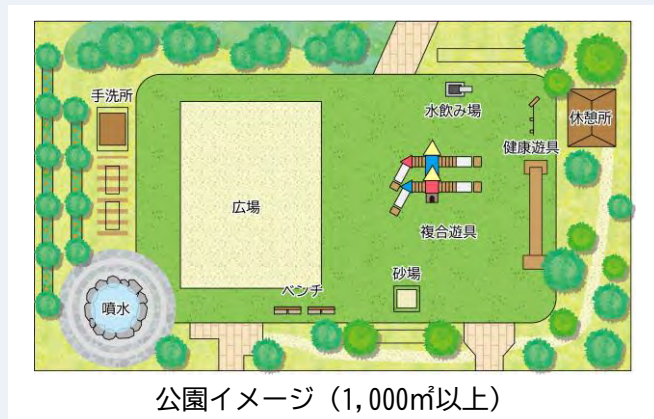 手洗所
水飲み場
休憩所
健康遊具
広場
複合遊具
砂場
ベンチ
噴水
公園イメージ（1,000㎡以上）